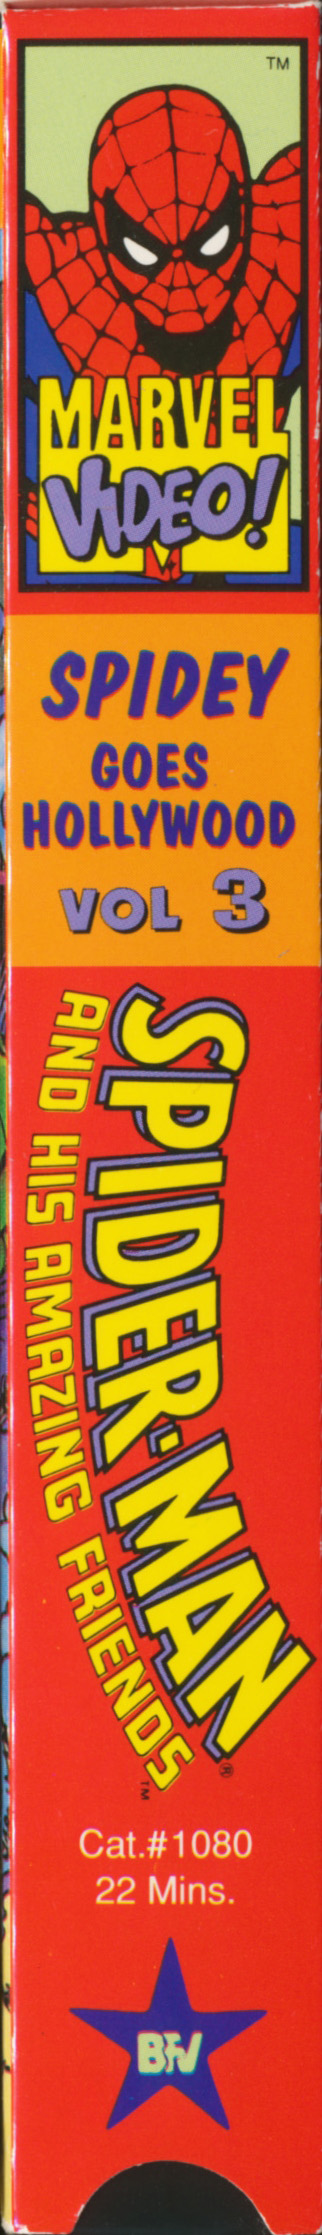 TM
MARVEL
VIDEO!
SPIDEY
GOES
HOLLYWOOD
VOL 3
SPIDER-MAN®
AND HIS AMAZING FRIENDS™
Cat.#1080
22 Mins.
BFV